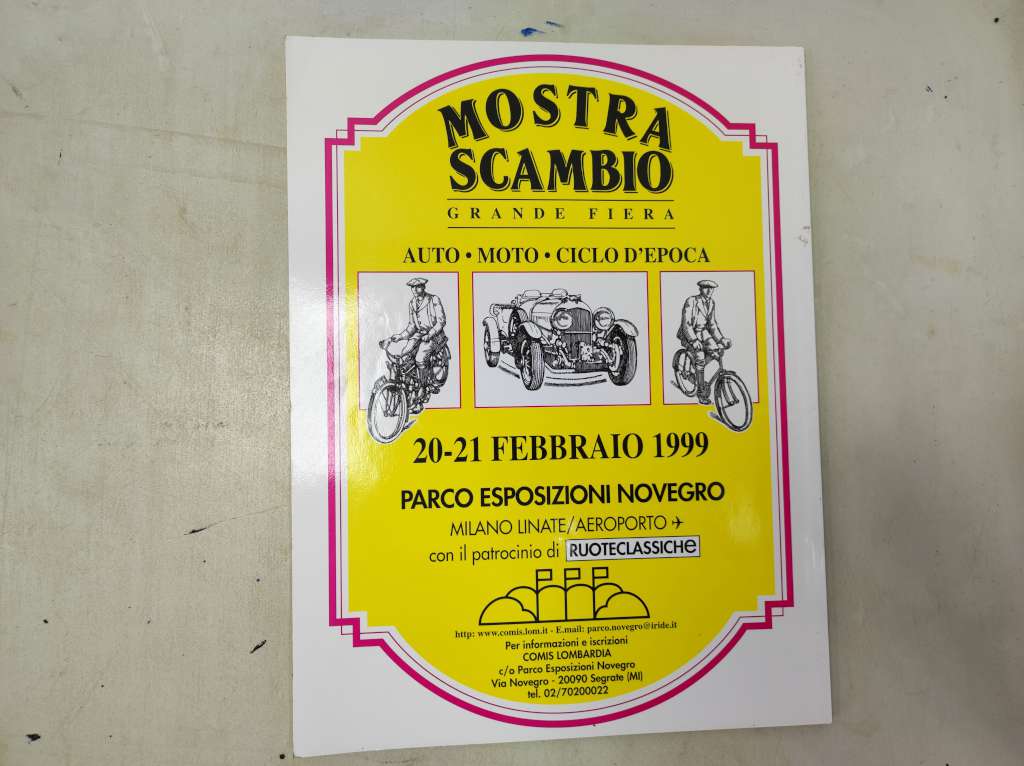 MOSTRA
SCAMBIO
GRANDE FIERA
AUTO • MOTO • CICLO D'EPOCA
20-21 FEBBRAIO 1999
PARCO ESPOSIZIONI NOVEGRO
MILANO LINATE/AEROPORTO ✈
con il patrocinio di RUOTECLASSICHe
http: www.comis.lom.it - E.mail: parco.novegro@iride.it
Per informazioni e iscrizioni
COMIS LOMBARDIA
c/o Parco Esposizioni Novegro
Via Novegro - 20090 Segrate (MI)
tel. 02/70200022